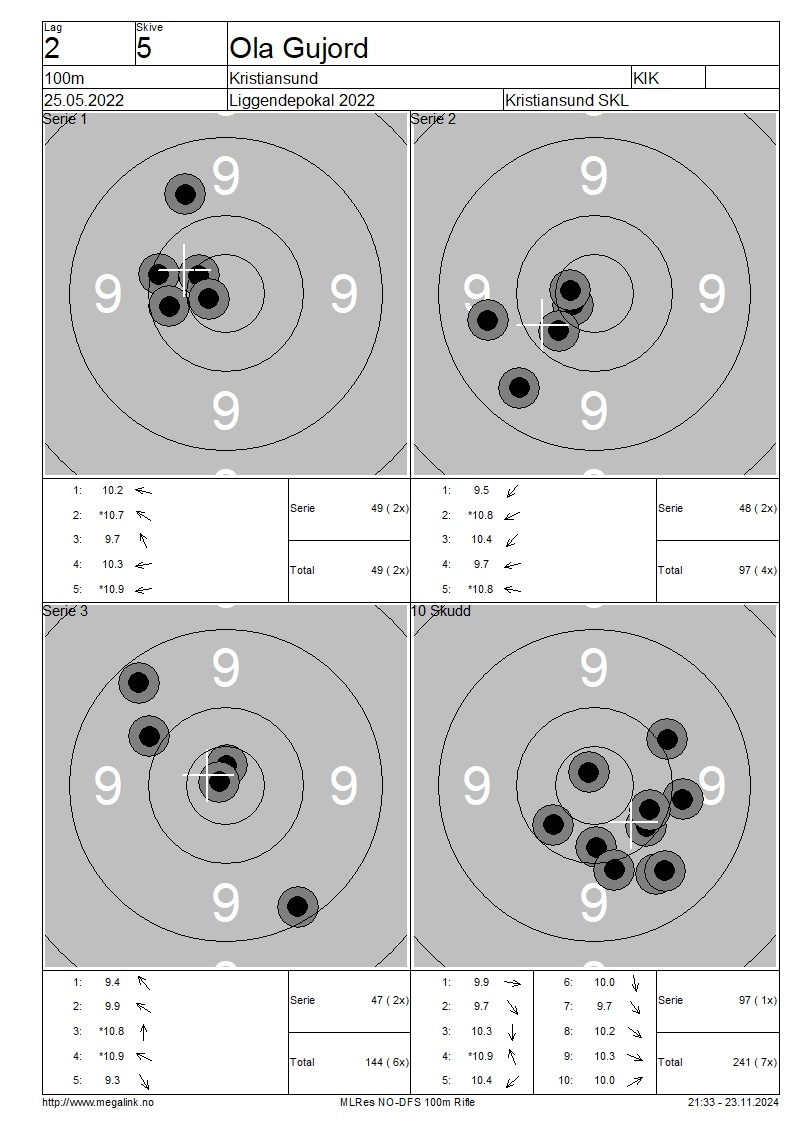 Lag Skive
2 5 Ola Gujord
100m Kristiansund KIK
25.05.2022 Liggendepokal 2022 Kristiansund SKL
Serie 1 Serie 2
9 9
9 9 9 9
9 9
1: 10.2
2: *10.7
3: 9.7
4: 10.3
5: *10.9
Serie 49 ( 2x)
Total 49 ( 2x)
1: 9.5
2: *10.8
3: 10.4
4: 9.7
5: *10.8
Serie 48 ( 2x)
Total 97 ( 4x)
Serie 3 10 Skudd
9 9
9 9 9 9
9 9
1: 9.4
2: 9.9
3: *10.8
4: *10.9
5: 9.3
Serie 47 ( 2x)
Total 144 ( 6x)
1: 9.9 6: 10.0
2: 9.7 7: 9.7
3: 10.3 8: 10.2
4: *10.9 9: 10.3
5: 10.4 10: 10.0
Serie 97 ( 1x)
Total 241 ( 7x)
http://www.megalink.no MLRes NO-DFS 100m Rifle 21:33 - 23.11.2024